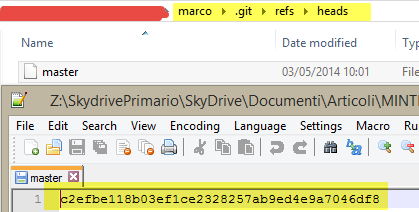 marco ▸ .git ▸ refs ▸ heads
Name Date modified Typ
master 03/05/2014 10:01 File
Z:\SkydrivePrimario\SkyDrive\Documenti\Articoli\MINT
File Edit Search View Encoding Language Settings Macro Ru
master
1 c2efbe118b03ef1ce2328257ab9ed4e9a7046df8